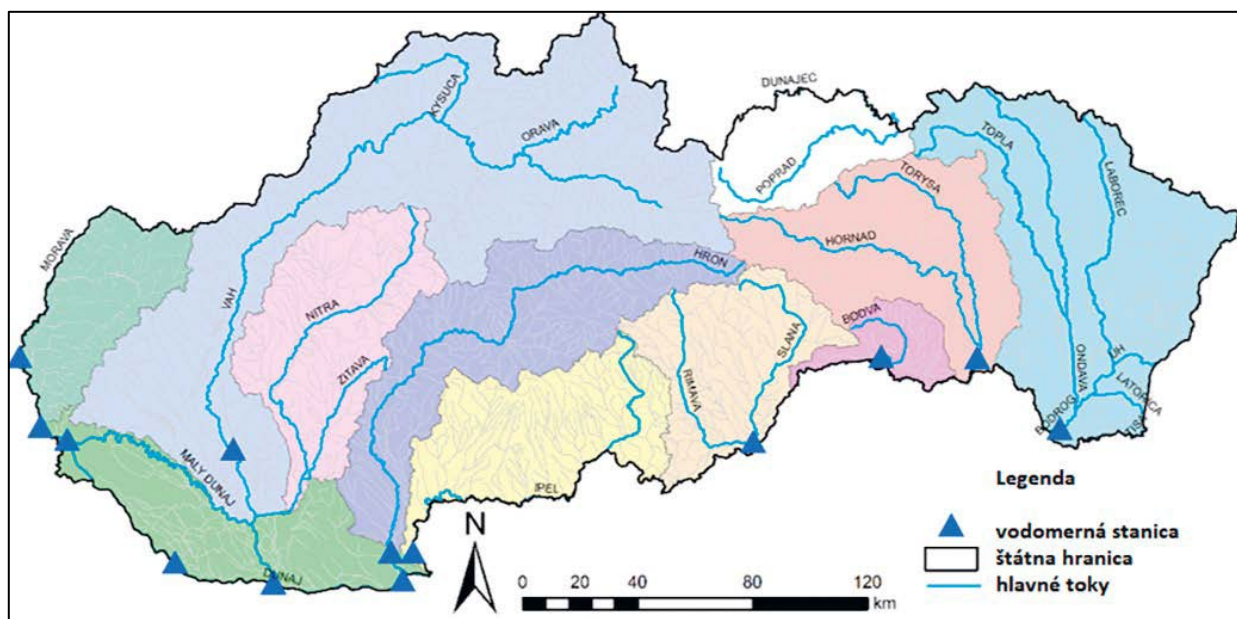 DUNAJEC
KYSUCA
ORAVA
POPRAD
TOPLA
TORYSA
LABOREC
MORAVA
VAH
HORNAD
HRON
NITRA
ZITAVA
BODVA
SLANA
RIMAVA
ONDAVA
UH
LATORICA
BODROG
TISA
MALY DUNAJ
IPEL
DUNAJ
N
Legenda
vodomerná stanica
štátna hranica
hlavné toky
0 20 40 80 120
km